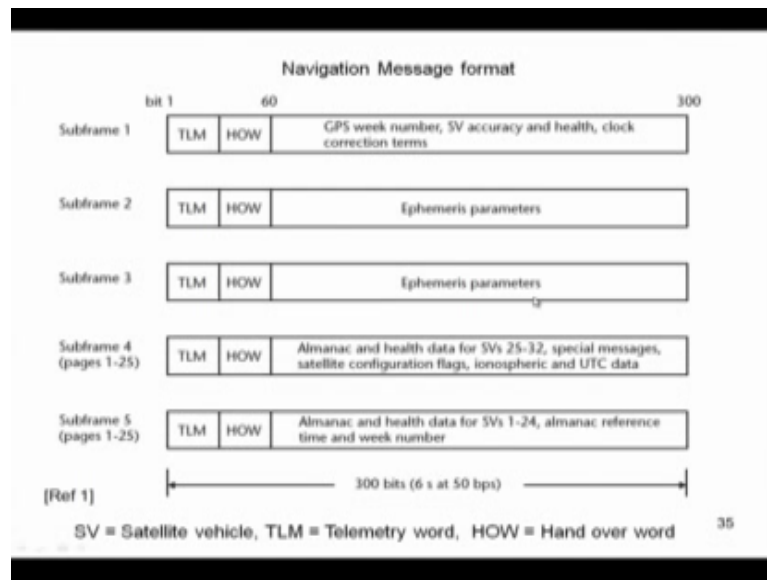 Navigation Message format
bit 1 60 300
Subframe 1 TLM HOW GPS week number, SV accuracy and health, clock
correction terms
Subframe 2 TLM HOW Ephemeris parameters
Subframe 3 TLM HOW Ephemeris parameters
Subframe 4
(pages 1-25) TLM HOW Almanac and health data for SVs 25-32, special messages,
satellite configuration flags, ionospheric and UTC data
Subframe 5
(pages 1-25) TLM HOW Almanac and health data for SVs 1-24, almanac reference
time and week number
300 bits (6 s at 50 bps)
[Ref 1]
SV = Satellite vehicle, TLM = Telemetry word, HOW = Hand over word 35